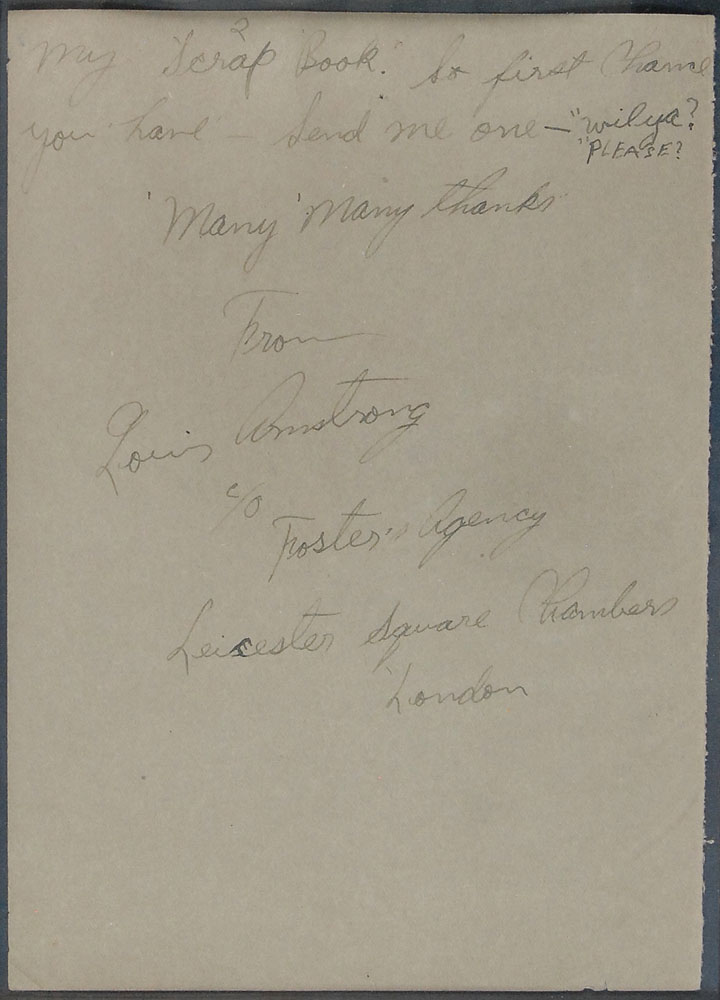 2
My 'Scrap Book.' So first Chance
you have – Send me one – "wilya?
"PLEASE?
'Many' Many thanks
From
Louis Armstrong
c/o
Foster's Agency
Leicester Square Chambers
London